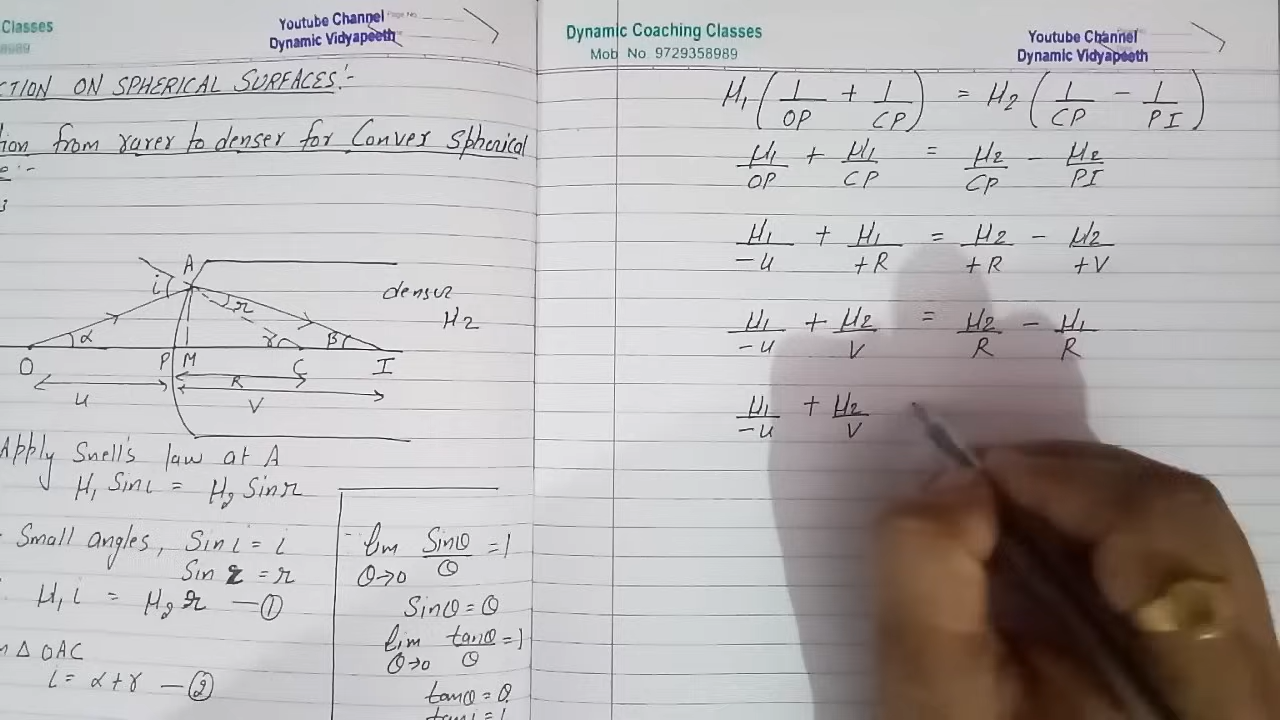 Classes
Youtube Channel
Dynamic Vidyapeeth
CTION ON SPHERICAL SURFACES:-
tion from rarer to denser for Convex Spherical
A
i
r
denser
μ2
α
γ
β
O
P M
C
I
R
u
V
Apply Snell's law at A
μ1 Sini = μ2 Sinr
Small angles, Sini = i
Sin r = r
μ1 i = μ2 r —①
Δ OAC
i = α + γ —②
lim Sinθ/θ = 1
θ→0
Sinθ = θ
lim tanθ/θ = 1
θ→0
tanθ = θ
Dynamic Coaching Classes
Mob No 9729358989
Youtube Channel
Dynamic Vidyapeeth
μ1 (1/OP + 1/CP) = μ2 (1/CP - 1/PI)
μ1/OP + μ1/CP = μ2/CP - μ2/PI
μ1/-u + μ1/+R = μ2/+R - μ2/+V
μ1/-u + μ2/V = μ2/R - μ1/R
μ1/-u + μ2/V